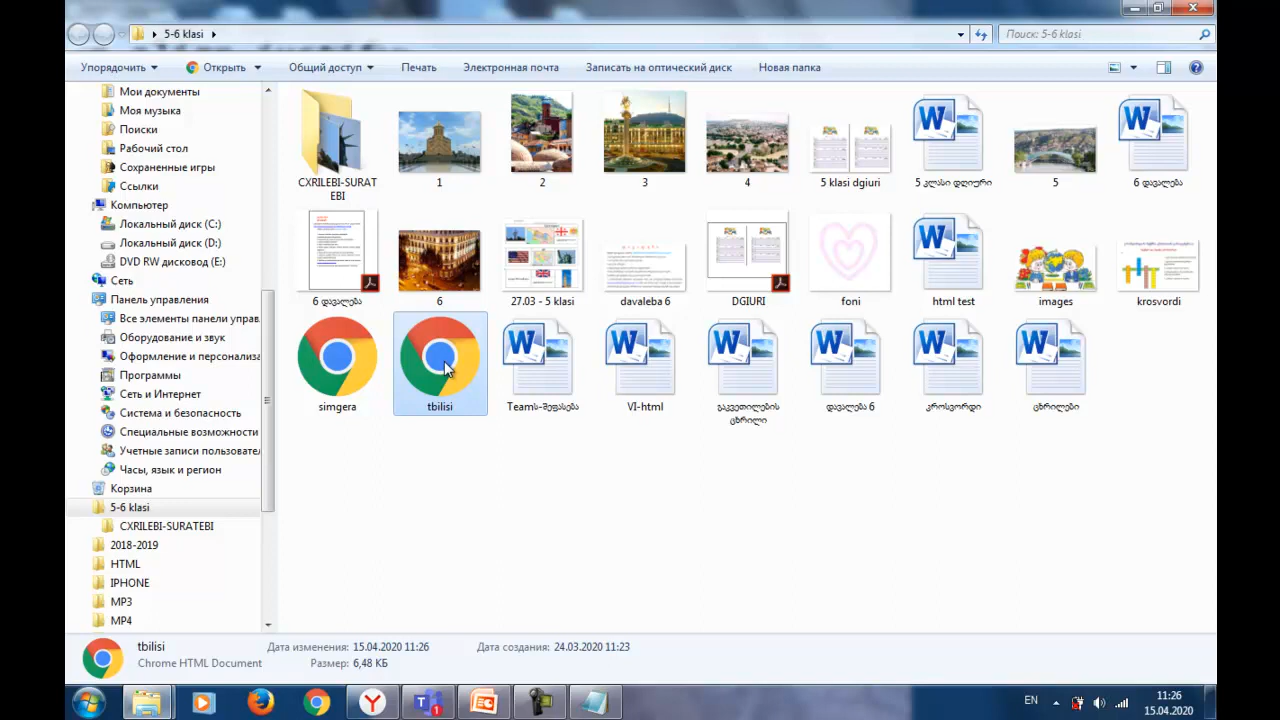 5-6 klasi
Поиск: 5-6 klasi
Упорядочить
Открыть
Общий доступ
Печать
Электронная почта
Записать на оптический диск
Новая папка
Мои документы
Моя музыка
Поиски
Рабочий стол
Сохраненные игры
Ссылки
Компьютер
Локальный диск (C:)
Локальный диск (D:)
DVD RW дисковод (E:)
Сеть
Панель управления
Все элементы панели управ
Оборудование и звук
Оформление и персонализа
Программы
Сеть и Интернет
Система и безопасность
Специальные возможности
Учетные записи пользовател
Часы, язык и регион
Корзина
5-6 klasi
CXRILEBI-SURATEBI
2018-2019
HTML
IPHONE
MP3
MP4
CXRILEBI-SURAT
EBI
1
2
3
4
5 klasi dgiuri
5 კლასი დღიური
5
6 დავალება
6 დავალება
6
27.03 - 5 klasi
davaleba 6
DGIURI
foni
html test
images
krosvordi
simgera
tbilisi
Teams-შეფასება
VI-html
გაკვეთილების
ცხრილი
დავალება 6
კროსვორდი
ცხრილები
tbilisi
Дата изменения: 15.04.2020 11:26
Дата создания: 24.03.2020 11:23
Chrome HTML Document
Размер: 6,48 КБ
EN
11:26
15.04.2020